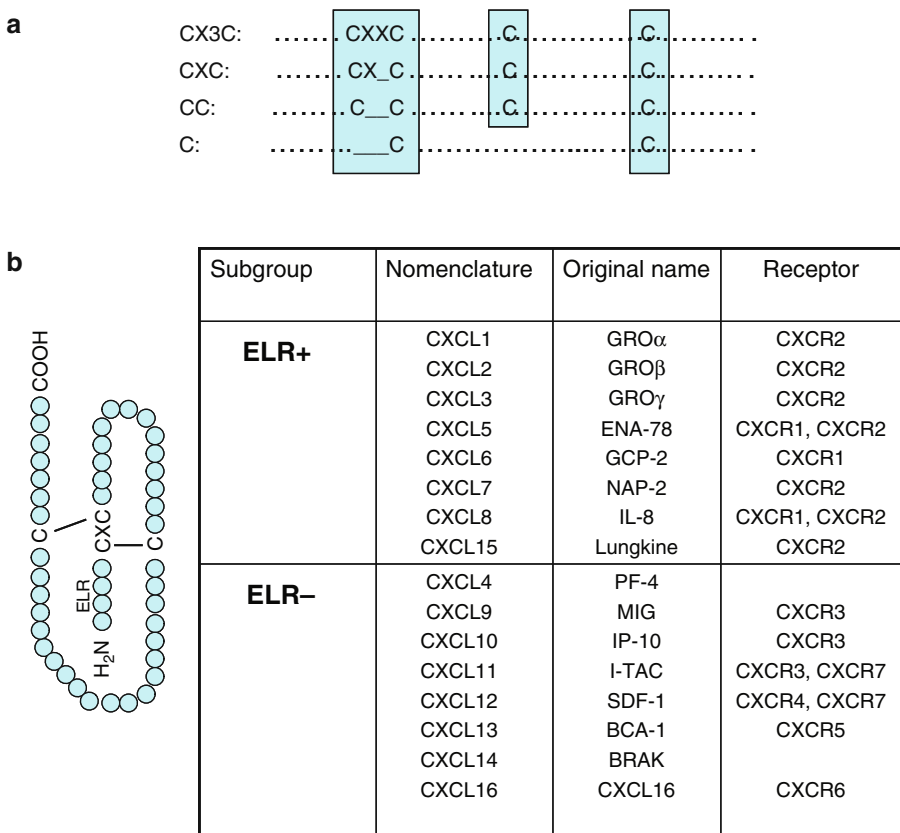 a
CX3C: ...... CXXC ...... C ............ C ............
CXC: ...... CX_C ...... C ............ C ............
CC: ...... C__C ...... C ............ C ............
C: ...... ___C .................. C ............
b
Subgroup Nomenclature Original name Receptor
ELR+
CXCL1 GROα CXCR2
CXCL2 GROβ CXCR2
CXCL3 GROγ CXCR2
CXCL5 ENA-78 CXCR1, CXCR2
CXCL6 GCP-2 CXCR1
CXCL7 NAP-2 CXCR2
CXCL8 IL-8 CXCR1, CXCR2
CXCL15 Lungkine CXCR2
ELR–
CXCL4 PF-4
CXCL9 MIG CXCR3
CXCL10 IP-10 CXCR3
CXCL11 I-TAC CXCR3, CXCR7
CXCL12 SDF-1 CXCR4, CXCR7
CXCL13 BCA-1 CXCR5
CXCL14 BRAK
CXCL16 CXCL16 CXCR6
COOH
C
CXC
C
ELR
H₂N